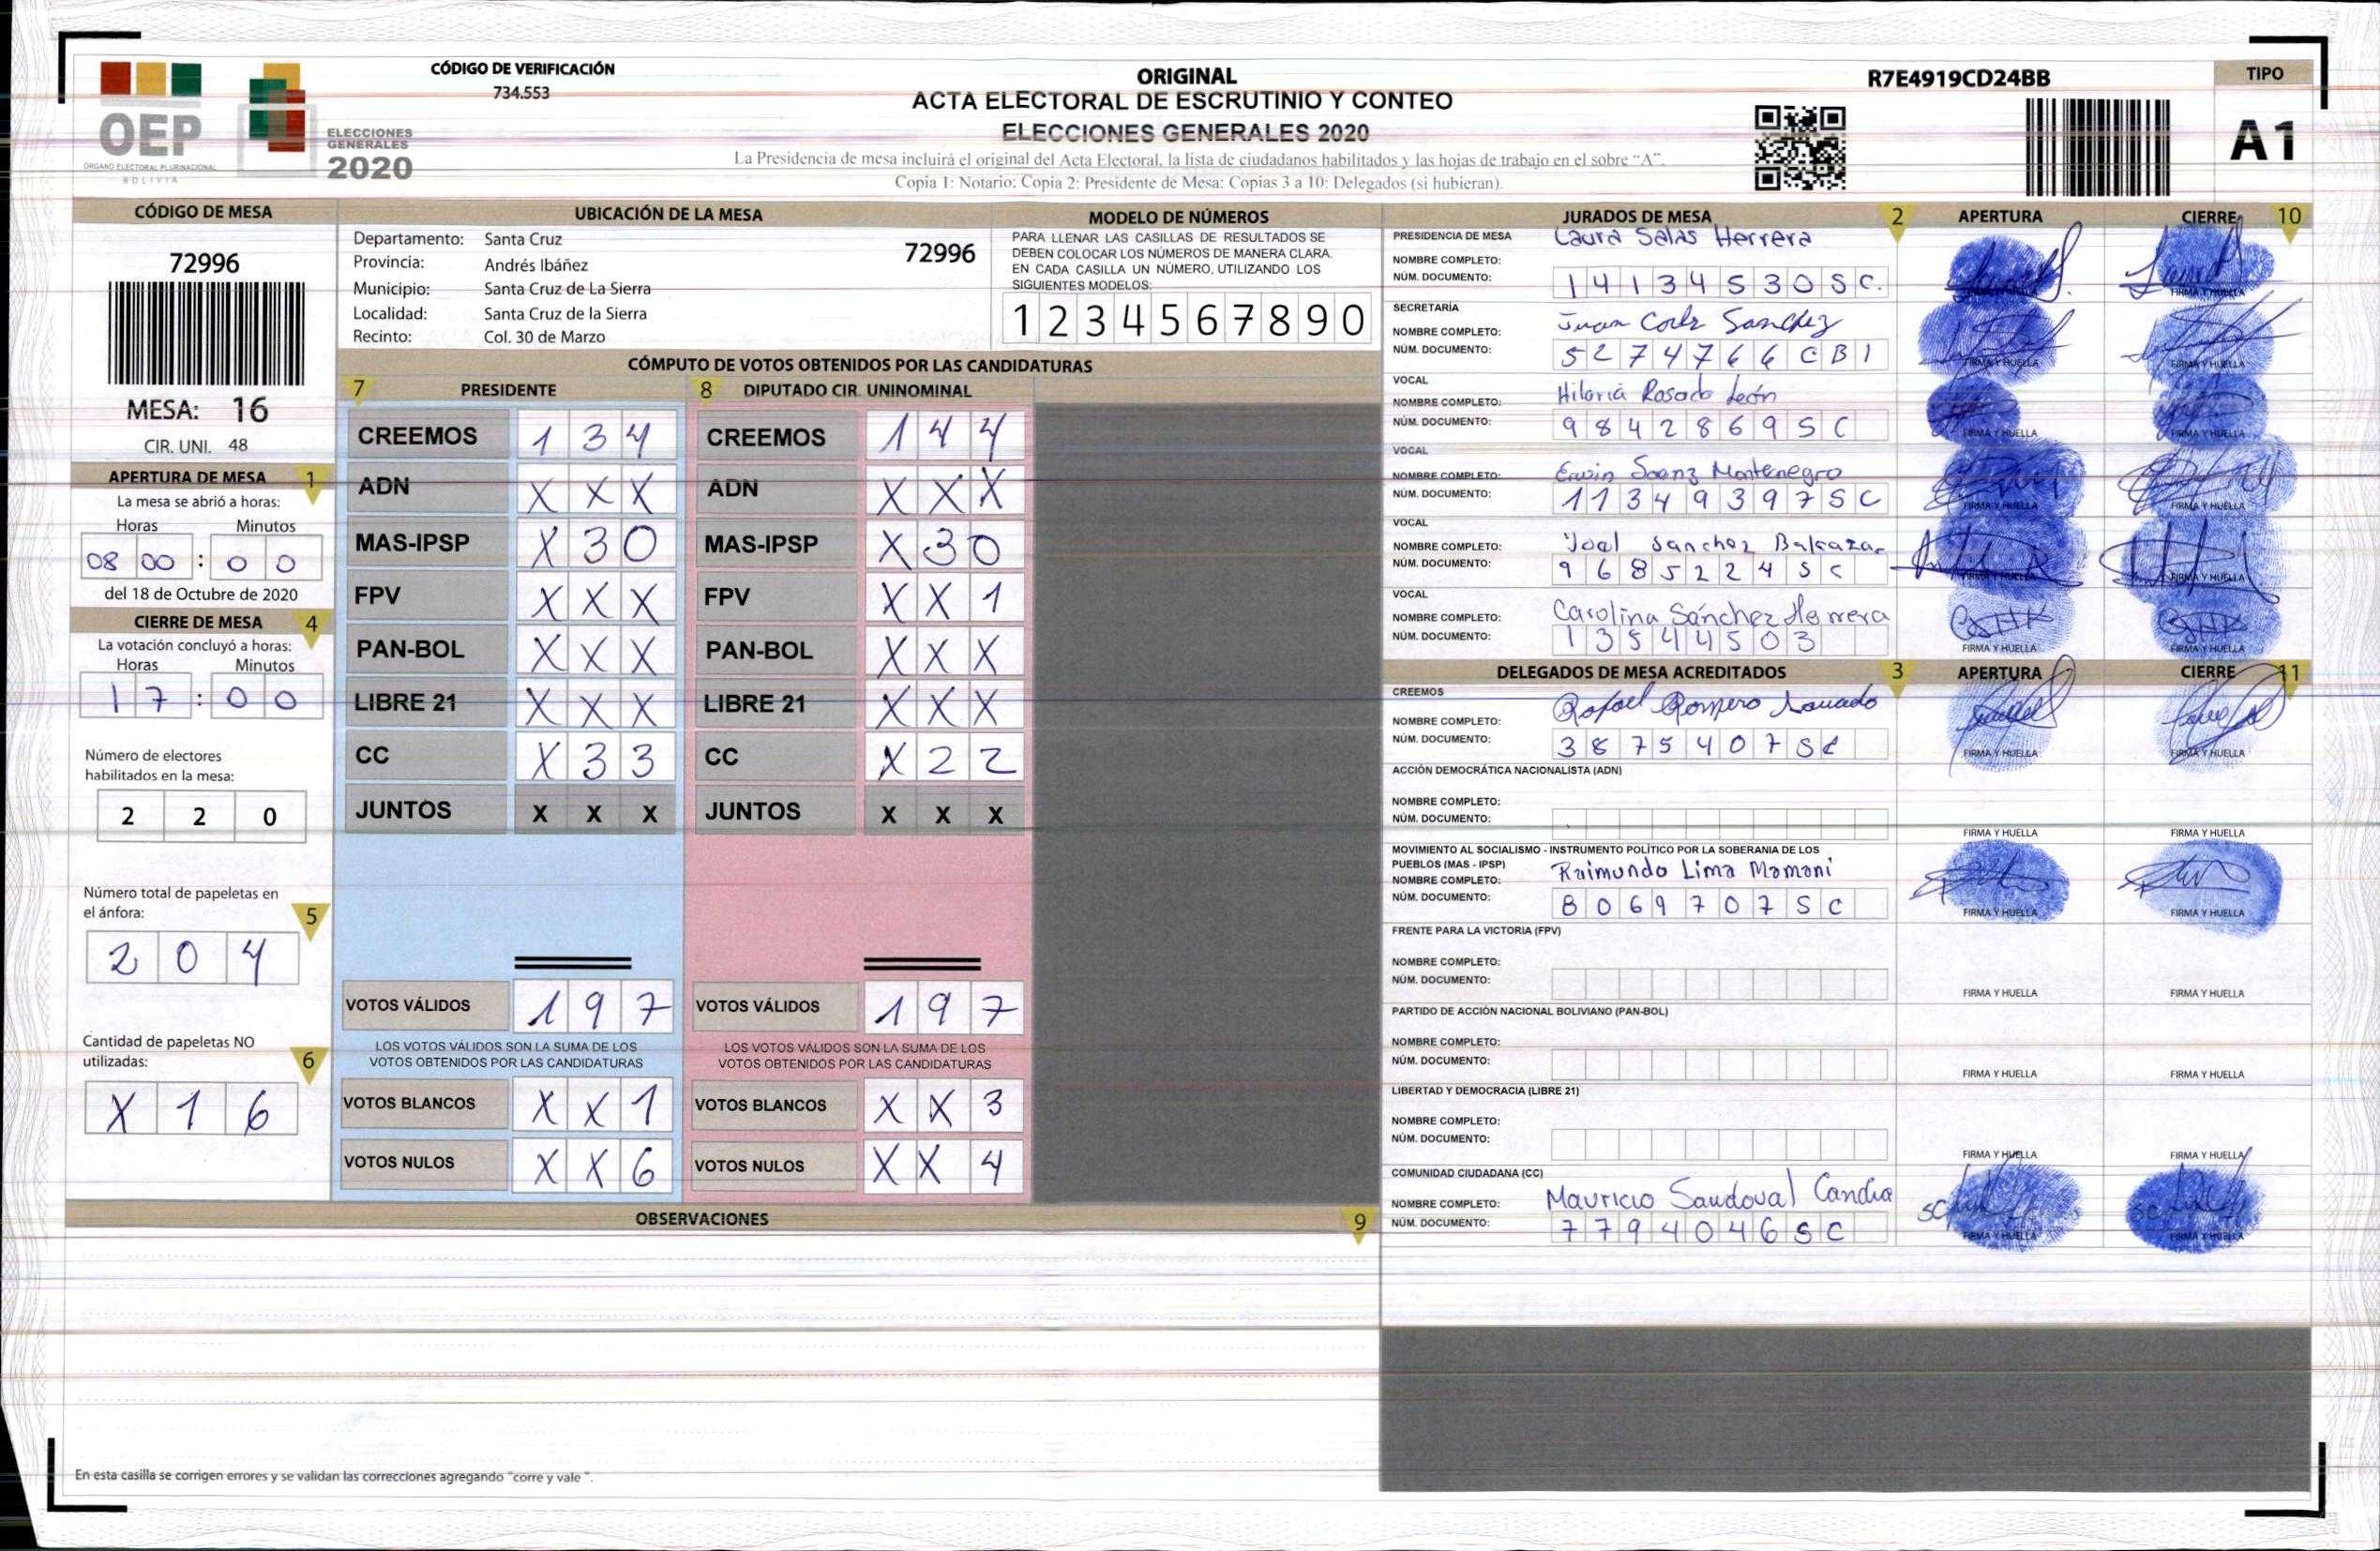 CÓDIGO DE VERIFICACIÓN
734.553
OEP
ÓRGANO ELECTORAL PLURINACIONAL
BOLIVIA
ELECCIONES
GENERALES
2020
ORIGINAL
ACTA ELECTORAL DE ESCRUTINIO Y CONTEO
ELECCIONES GENERALES 2020
La Presidencia de mesa incluirá el original del Acta Electoral, la lista de ciudadanos habilitados y las hojas de trabajo en el sobre "A".
Copia 1: Notario: Copia 2: Presidente de Mesa: Copias 3 a 10: Delegados (si hubieran).
R7E4919CD24BB
TIPO
A1
CÓDIGO DE MESA
72996
MESA: 16
CIR. UNI. 48
APERTURA DE MESA 1
La mesa se abrió a horas:
Horas Minutos
08 00 : 0 0
del 18 de Octubre de 2020
CIERRE DE MESA 4
La votación concluyó a horas:
Horas Minutos
1 7 : 0 0
Número de electores
habilitados en la mesa:
2 2 0
Número total de papeletas en
el ánfora: 5
2 0 4
Cantidad de papeletas NO
utilizadas: 6
X 1 6
UBICACIÓN DE LA MESA
Departamento: Santa Cruz
72996
Provincia: Andrés Ibáñez
Municipio: Santa Cruz de La Sierra
Localidad: Santa Cruz de la Sierra
Recinto: Col. 30 de Marzo
MODELO DE NÚMEROS
PARA LLENAR LAS CASILLAS DE RESULTADOS SE
DEBEN COLOCAR LOS NÚMEROS DE MANERA CLARA.
EN CADA CASILLA UN NÚMERO, UTILIZANDO LOS
SIGUIENTES MODELOS:
1 2 3 4 5 6 7 8 9 0
CÓMPUTO DE VOTOS OBTENIDOS POR LAS CANDIDATURAS
7 PRESIDENTE
CREEMOS 1 3 4
ADN X X X
MAS-IPSP X 3 0
FPV X X X
PAN-BOL X X X
LIBRE 21 X X X
CC X 3 3
JUNTOS X X X
VOTOS VÁLIDOS 1 9 7
LOS VOTOS VÁLIDOS SON LA SUMA DE LOS
VOTOS OBTENIDOS POR LAS CANDIDATURAS
VOTOS BLANCOS X X 1
VOTOS NULOS X X 6
8 DIPUTADO CIR. UNINOMINAL
CREEMOS 1 4 4
ADN X X X
MAS-IPSP X 3 0
FPV X X 1
PAN-BOL X X X
LIBRE 21 X X X
CC X 2 2
JUNTOS X X X
VOTOS VÁLIDOS 1 9 7
LOS VOTOS VÁLIDOS SON LA SUMA DE LOS
VOTOS OBTENIDOS POR LAS CANDIDATURAS
VOTOS BLANCOS X X 3
VOTOS NULOS X X 4
OBSERVACIONES 9
En esta casilla se corrigen errores y se validan las correcciones agregando "corre y vale ".
JURADOS DE MESA 2 APERTURA CIERRE 10
PRESIDENCIA DE MESA Laura Salas Herrera
NOMBRE COMPLETO:
NÚM. DOCUMENTO: 1 4 1 3 4 5 3 0 S C.
FIRMA Y HUELLA
SECRETARÍA
NOMBRE COMPLETO: Juan Sanchez
NÚM. DOCUMENTO: 5 2 7 4 7 6 6 C B 1
FIRMA Y HUELLA FIRMA Y HUELLA
VOCAL
NOMBRE COMPLETO: Hilaria Rosado León
NÚM. DOCUMENTO: 9 8 4 2 8 6 9 S C
FIRMA Y HUELLA FIRMA Y HUELLA
VOCAL
NOMBRE COMPLETO: Erwin Saenz Montenegro
NÚM. DOCUMENTO: 1 1 3 4 9 3 9 7 S C
FIRMA Y HUELLA FIRMA Y HUELLA
VOCAL
NOMBRE COMPLETO: Joel Sanchez Balcazar
NÚM. DOCUMENTO: 9 6 8 5 2 2 4 S C
FIRMA Y HUELLA FIRMA Y HUELLA
VOCAL
NOMBRE COMPLETO: Carolina Sánchez Herrera
NÚM. DOCUMENTO: 1 3 5 4 4 5 0 3
FIRMA Y HUELLA FIRMA Y HUELLA
DELEGADOS DE MESA ACREDITADOS 3 APERTURA CIERRE 11
CREEMOS
NOMBRE COMPLETO: Rafael Romero
NÚM. DOCUMENTO: 3 8 7 5 4 0 7 S C
FIRMA Y HUELLA FIRMA Y HUELLA
ACCIÓN DEMOCRÁTICA NACIONALISTA (ADN)
NOMBRE COMPLETO:
NÚM. DOCUMENTO:
FIRMA Y HUELLA FIRMA Y HUELLA
MOVIMIENTO AL SOCIALISMO - INSTRUMENTO POLÍTICO POR LA SOBERANIA DE LOS
PUEBLOS (MAS - IPSP)
NOMBRE COMPLETO: Raimundo Lima Mamani
NÚM. DOCUMENTO: 8 0 6 9 7 0 7 S C
FIRMA Y HUELLA FIRMA Y HUELLA
FRENTE PARA LA VICTORIA (FPV)
NOMBRE COMPLETO:
NÚM. DOCUMENTO:
FIRMA Y HUELLA FIRMA Y HUELLA
PARTIDO DE ACCIÓN NACIONAL BOLIVIANO (PAN-BOL)
NOMBRE COMPLETO:
NÚM. DOCUMENTO:
FIRMA Y HUELLA FIRMA Y HUELLA
LIBERTAD Y DEMOCRACIA (LIBRE 21)
NOMBRE COMPLETO:
NÚM. DOCUMENTO:
FIRMA Y HUELLA FIRMA Y HUELLA
COMUNIDAD CIUDADANA (CC)
NOMBRE COMPLETO: Mauricio Sandoval Candia
NÚM. DOCUMENTO: 7 7 9 4 0 4 6 S C
FIRMA Y HUELLA FIRMA Y HUELLA